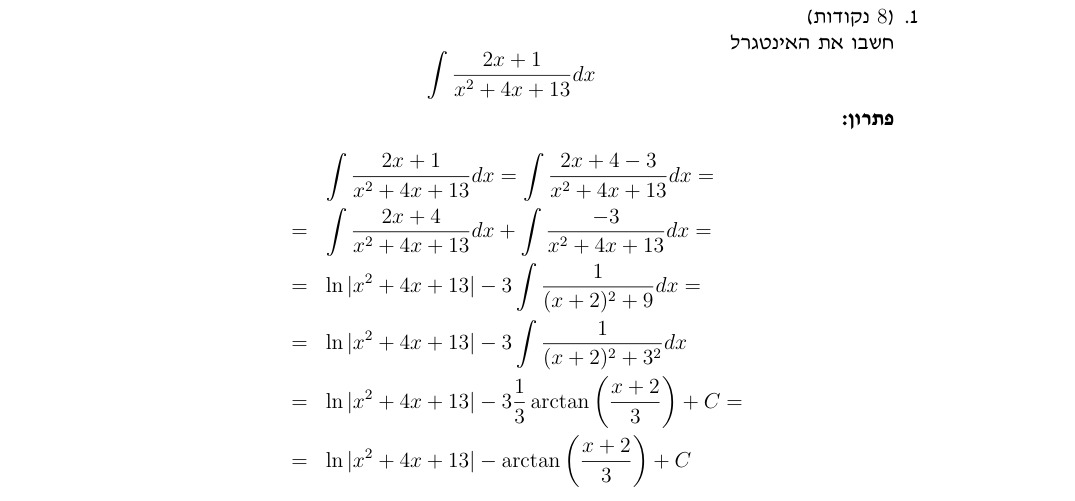 1. (8 נקודות)
חשבו את האינטגרל
∫ (2x + 1)/(x² + 4x + 13) dx
פתרון:
∫ (2x + 1)/(x² + 4x + 13) dx = ∫ (2x + 4 − 3)/(x² + 4x + 13) dx =
= ∫ (2x + 4)/(x² + 4x + 13) dx + ∫ (−3)/(x² + 4x + 13) dx =
= ln |x² + 4x + 13| − 3 ∫ 1/((x + 2)² + 9) dx =
= ln |x² + 4x + 13| − 3 ∫ 1/((x + 2)² + 3²) dx
= ln |x² + 4x + 13| − 3 1/3 arctan ((x + 2)/3) + C =
= ln |x² + 4x + 13| − arctan ((x + 2)/3) + C